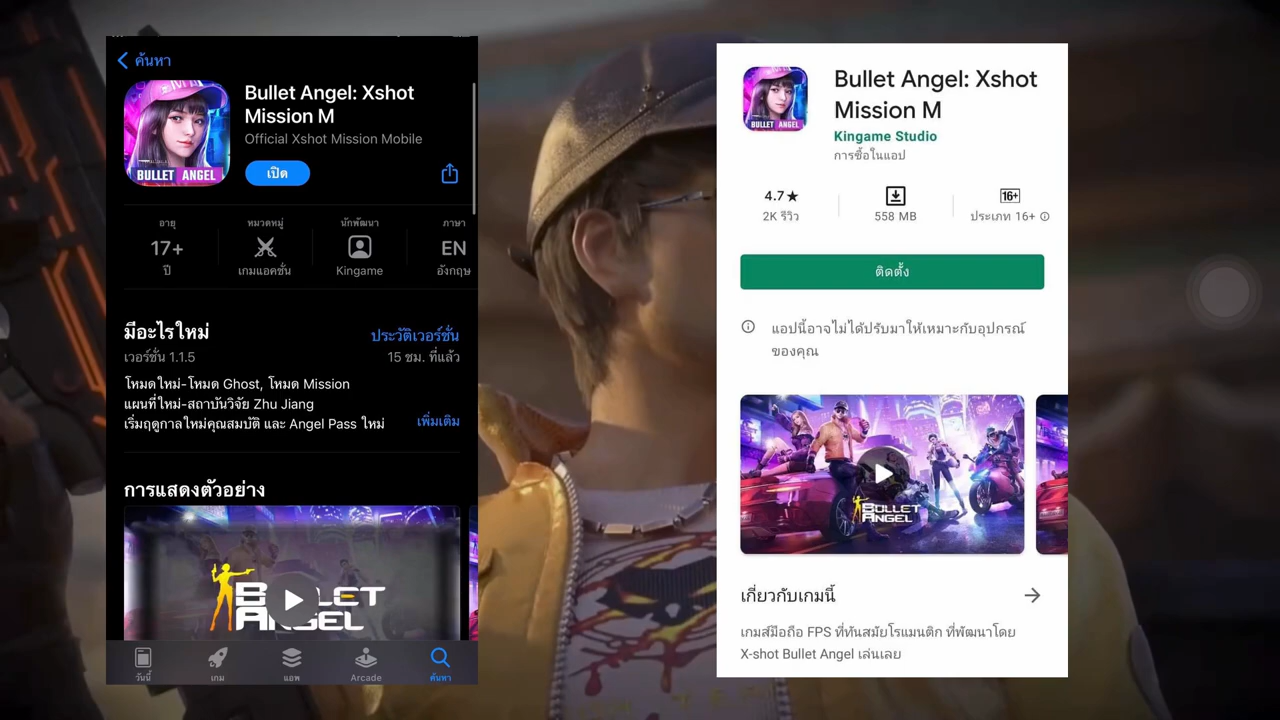 ค้นหา
Bullet Angel: Xshot
Mission M
Official Xshot Mission Mobile
เปิด
BULLET ANGEL
อายุ
17+
ปี
หมวดหมู่
เกมแอคชั่น
นักพัฒนา
Kingame
ภาษา
EN
อังกฤษ
มีอะไรใหม่
ประวัติเวอร์ชั่น
เวอร์ชั่น 1.1.5
15 ชม. ที่แล้ว
โหมดใหม่-โหมด Ghost, โหมด Mission
แผนที่ใหม่-สถาบันวิจัย Zhu Jiang
เริ่มฤดูกาลใหม่คุณสมบัติ และ Angel Pass ใหม่
เพิ่มเติม
การแสดงตัวอย่าง
BULLET
ANGEL
วันนี้
เกม
แอพ
Arcade
ค้นหา
Bullet Angel: Xshot
Mission M
Kingame Studio
การซื้อในแอป
BULLET ANGEL
4.7★
2K รีวิว
558 MB
16+
ประเภท 16+
ติดตั้ง
แอปนี้อาจไม่ได้ปรับมาให้เหมาะกับอุปกรณ์
ของคุณ
BULLET
ANGEL
เกี่ยวกับเกมนี้
เกมส์มือถือ FPS ที่ทันสมัยโรแมนติก ที่พัฒนาโดย
X-shot Bullet Angel เล่นเลย